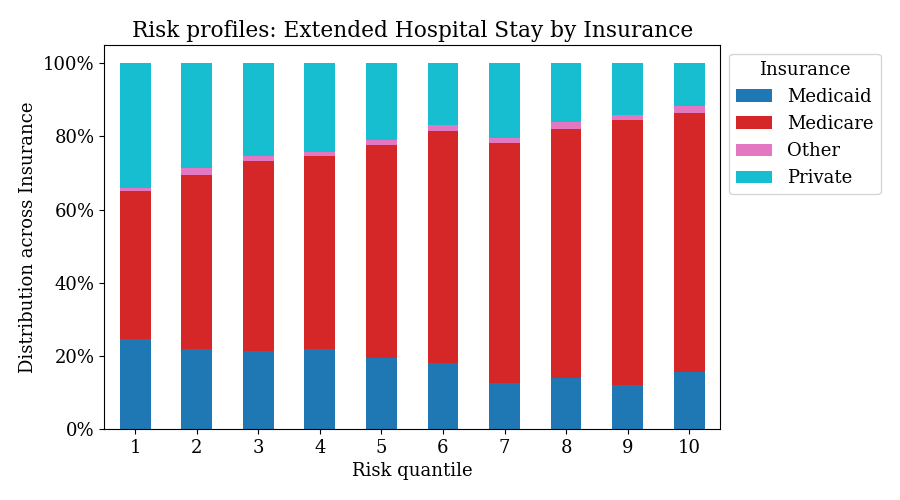 Risk profiles: Extended Hospital Stay by Insurance
100%
80%
60%
40%
20%
0%
Distribution across Insurance
1 2 3 4 5 6 7 8 9 10
Risk quantile
Insurance
Medicaid
Medicare
Other
Private